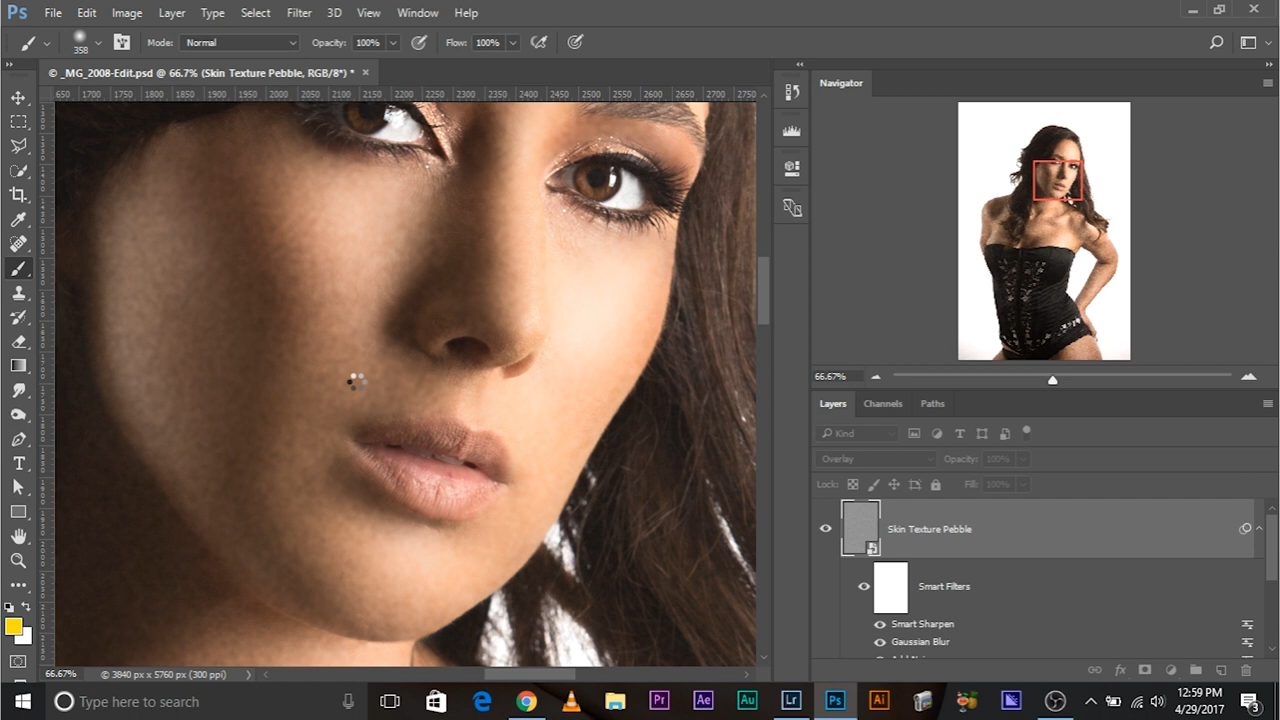 Ps File Edit Image Layer Type Select Filter 3D View Window Help
358 Mode: Normal Opacity: 100% Flow: 100%
© _MG_2008-Edit.psd @ 66.7% (Skin Texture Pebble, RGB/8*) * ×
650 1700 1750 1800 1850 1900 1950 2000 2050 2100 2150 2200 2250 2300 2350 2400 2450 2500 2550 2600 2650 2700 2750
Navigator
66.67%
Layers Channels Paths
Kind
Overlay Opacity: 100%
Lock: Fill: 100%
Skin Texture Pebble
Smart Filters
Smart Sharpen
Gaussian Blur
66.67% © 3840 px x 5760 px (300 ppi)
Type here to search
Pr Ae Au Lr Ps Ai
12:59 PM
4/29/2017
3